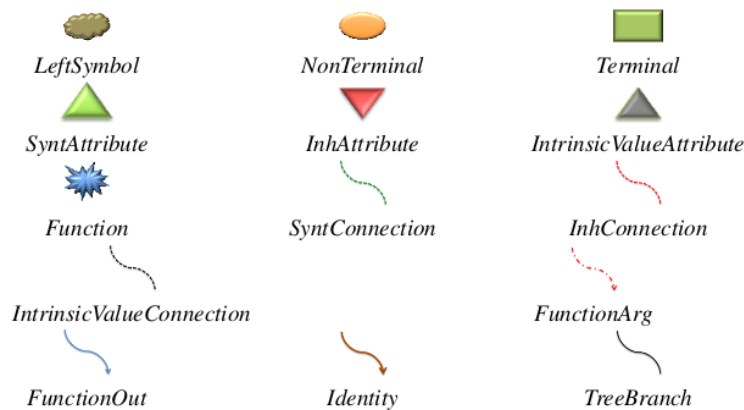 LeftSymbol NonTerminal Terminal
SyntAttribute InhAttribute IntrinsicValueAttribute
Function SyntConnection InhConnection
IntrinsicValueConnection FunctionArg
FunctionOut Identity TreeBranch